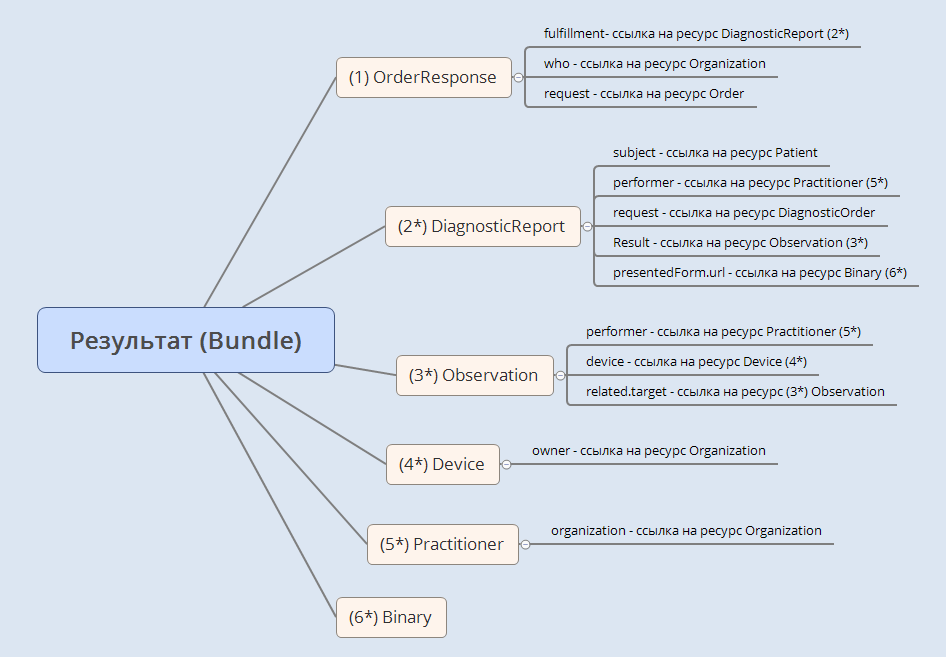 fulfillment- ссылка на ресурс DiagnosticReport (2*)
(1) OrderResponse
who - ссылка на ресурс Organization
request - ссылка на ресурс Order
subject - ссылка на ресурс Patient
performer - ссылка на ресурс Practitioner (5*)
(2*) DiagnosticReport
request - ссылка на ресурс DiagnosticOrder
Result - ссылка на ресурс Observation (3*)
presentedForm.url - ссылка на ресурс Binary (6*)
Результат (Bundle)
performer - ссылка на ресурс Practitioner (5*)
(3*) Observation
device - ссылка на ресурс Device (4*)
related.target - ссылка на ресурс (3*) Observation
(4*) Device
owner - ссылка на ресурс Organization
(5*) Practitioner
organization - ссылка на ресурс Organization
(6*) Binary